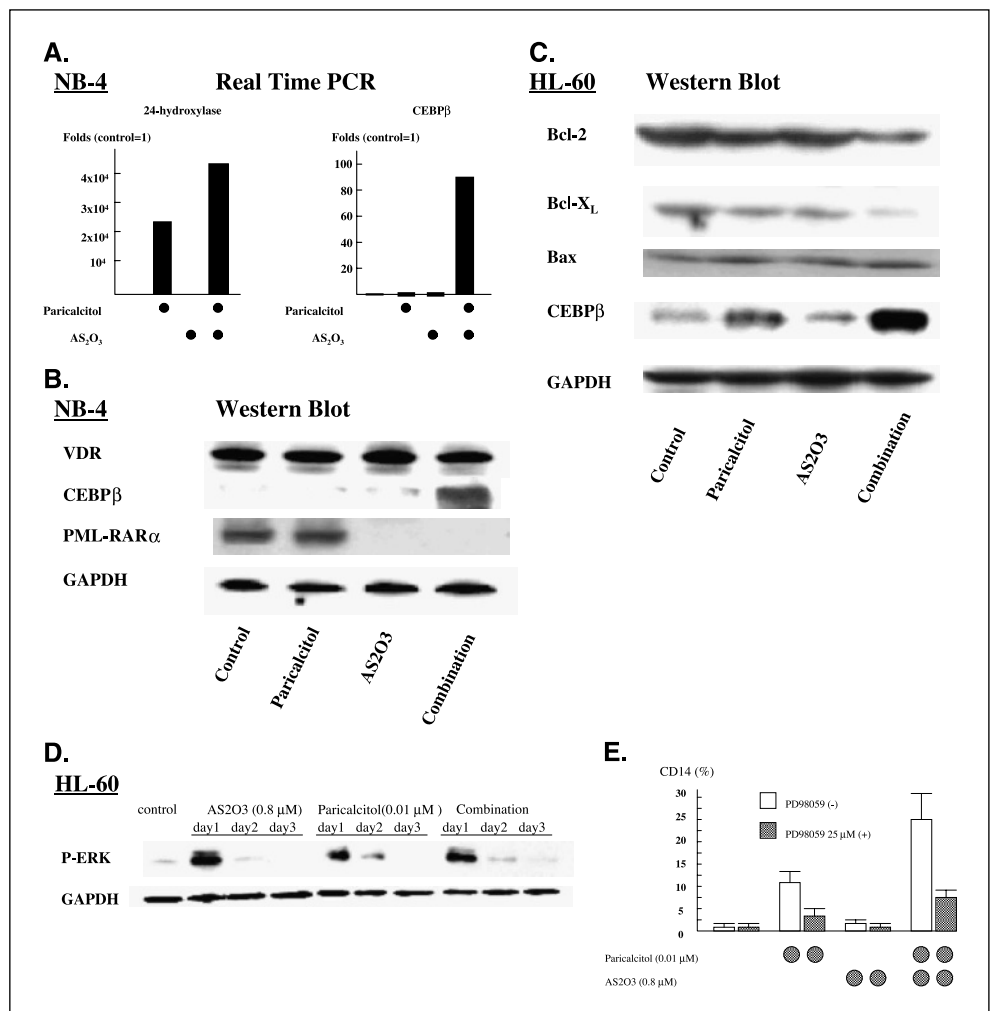 A.
NB-4 Real Time PCR
24-hydroxylase
Folds (control=1)
4x10⁴
3x10⁴
2x10⁴
10⁴
Paricalcitol
AS₂O₃
CEBPβ
Folds (control=1)
100
80
60
40
20
Paricalcitol
AS₂O₃
B.
NB-4 Western Blot
VDR
CEBPβ
PML-RARα
GAPDH
Control
Paricalcitol
AS2O3
Combination
C.
HL-60 Western Blot
Bcl-2
Bcl-X_L
Bax
CEBPβ
GAPDH
Control
Paricalcitol
AS2O3
Combination
D.
HL-60
control AS2O3 (0.8 µM) Paricalcitol(0.01 µM ) Combination
day1 day2 day3 day1 day2 day3 day1 day2 day3
P-ERK
GAPDH
E.
CD14 (%)
30
25
20
15
10
5
0
PD98059 (-)
PD98059 25 µM (+)
Paricalcitol (0.01 µM)
AS2O3 (0.8 µM)